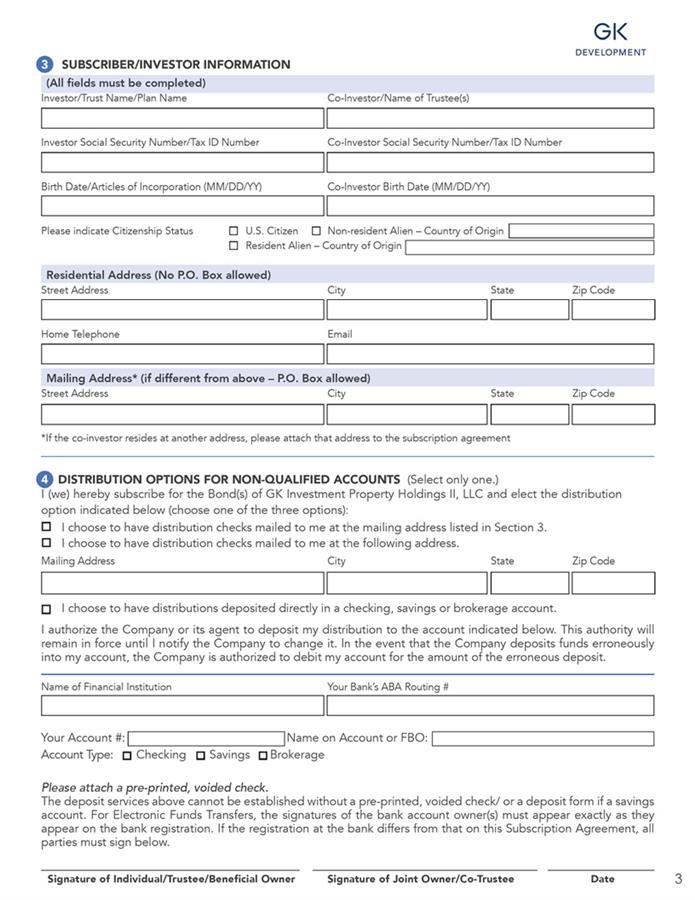 GK
DEVELOPMENT
3 SUBSCRIBER/INVESTOR INFORMATION
(All fields must be completed)
Investor/Trust Name/Plan Name Co-Investor/Name of Trustee(s)
Investor Social Security Number/Tax ID Number Co-Investor Social Security Number/Tax ID Number
Birth Date/Articles of Incorporation (MM/DD/YY) Co-Investor Birth Date (MM/DD/YY)
Please indicate Citizenship Status ☐ U.S. Citizen ☐ Non-resident Alien – Country of Origin
☐ Resident Alien – Country of Origin
Residential Address (No P.O. Box allowed)
Street Address City State Zip Code
Home Telephone Email
Mailing Address* (if different from above – P.O. Box allowed)
Street Address City State Zip Code
*If the co-investor resides at another address, please attach that address to the subscription agreement
4 DISTRIBUTION OPTIONS FOR NON-QUALIFIED ACCOUNTS (Select only one.)
I (we) hereby subscribe for the Bond(s) of GK Investment Property Holdings II, LLC and elect the distribution
option indicated below (choose one of the three options):
☐ I choose to have distribution checks mailed to me at the mailing address listed in Section 3.
☐ I choose to have distribution checks mailed to me at the following address.
Mailing Address City State Zip Code
☐ I choose to have distributions deposited directly in a checking, savings or brokerage account.
I authorize the Company or its agent to deposit my distribution to the account indicated below. This authority will
remain in force until I notify the Company to change it. In the event that the Company deposits funds erroneously
into my account, the Company is authorized to debit my account for the amount of the erroneous deposit.
Name of Financial Institution Your Bank's ABA Routing #
Your Account #: Name on Account or FBO:
Account Type: ☐ Checking ☐ Savings ☐ Brokerage
Please attach a pre-printed, voided check.
The deposit services above cannot be established without a pre-printed, voided check/ or a deposit form if a savings
account. For Electronic Funds Transfers, the signatures of the bank account owner(s) must appear exactly as they
appear on the bank registration. If the registration at the bank differs from that on this Subscription Agreement, all
parties must sign below.
Signature of Individual/Trustee/Beneficial Owner Signature of Joint Owner/Co-Trustee Date
3